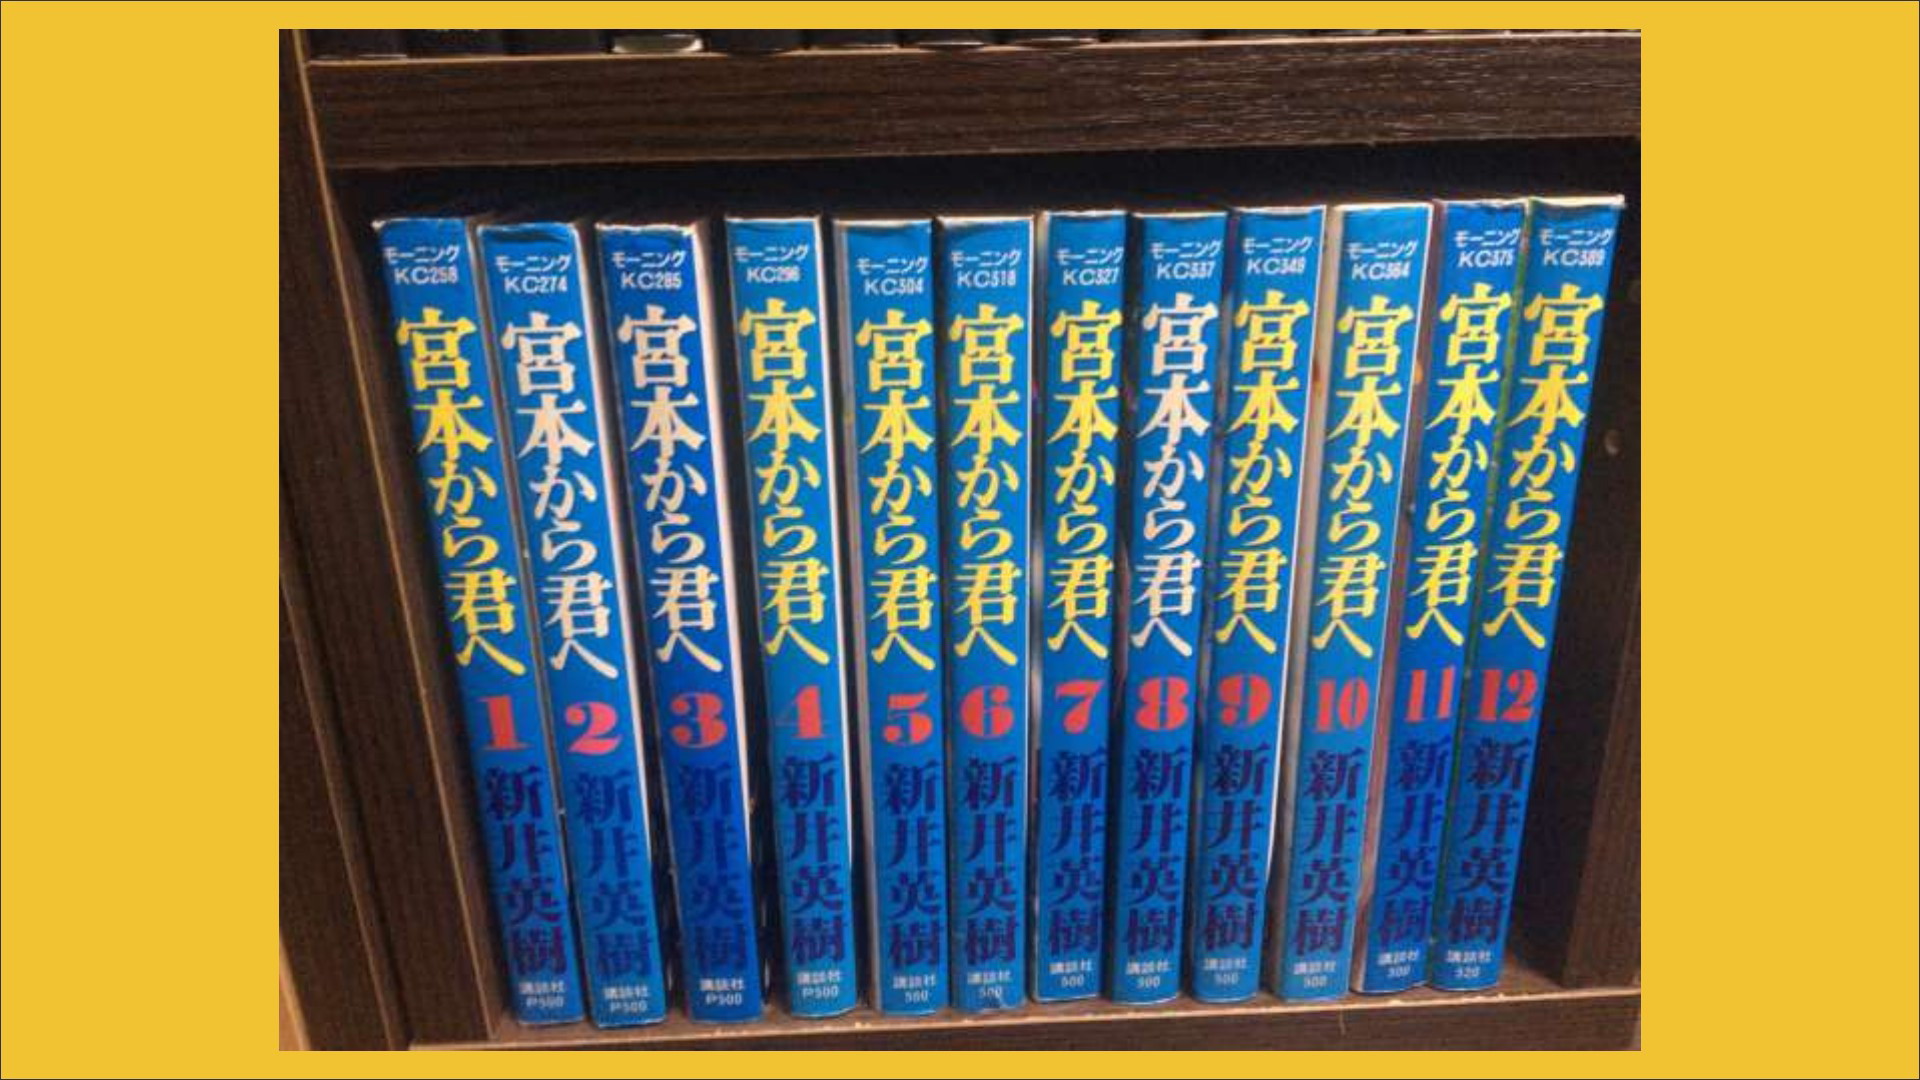 モーニング
KC258
宮本から君へ
1
新井英樹
講談社
P500
モーニング
KC274
宮本から君へ
2
新井英樹
講談社
P500
モーニング
KC285
宮本から君へ
3
新井英樹
講談社
P500
モーニング
KC296
宮本から君へ
4
新井英樹
講談社
P500
モーニング
KC304
宮本から君へ
5
新井英樹
講談社
500
モーニング
KC318
宮本から君へ
6
新井英樹
講談社
500
モーニング
KC327
宮本から君へ
7
新井英樹
講談社
500
モーニング
KC337
宮本から君へ
8
新井英樹
講談社
500
モーニング
KC349
宮本から君へ
9
新井英樹
講談社
500
モーニング
KC364
宮本から君へ
10
新井英樹
講談社
500
モーニング
KC375
宮本から君へ
11
新井英樹
講談社
500
モーニング
KC389
宮本から君へ
12
新井英樹
講談社
520